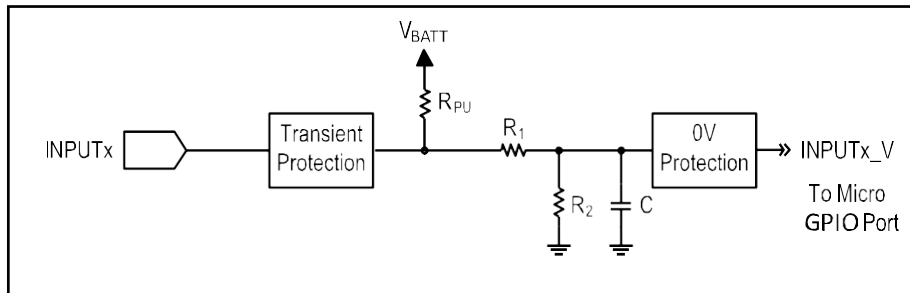 V_BATT
R_PU
INPUTx
Transient
Protection
R_1
R_2
C
0V
Protection
INPUTx_V
To Micro
GPIO Port